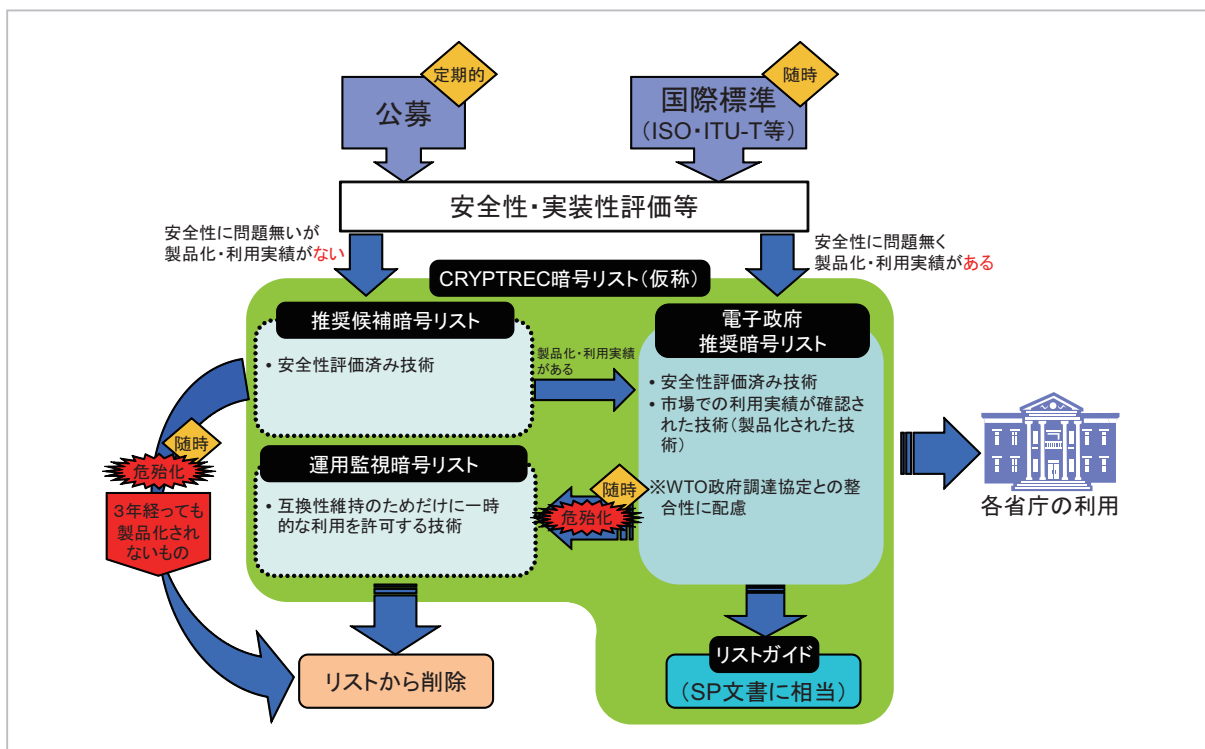 定期的
公募
随時
国際標準
（ISO・ITU-T等）
安全性・実装性評価等
安全性に問題無いが
製品化・利用実績がない
安全性に問題無く
製品化・利用実績がある
CRYPTREC暗号リスト（仮称）
推奨候補暗号リスト
• 安全性評価済み技術
製品化・利用実績
がある
電子政府
推奨暗号リスト
• 安全性評価済み技術
• 市場での利用実績が確認さ
れた技術（製品化された技
術）
※WTO政府調達協定との整
合性に配慮
随時
危殆化
3年経っても
製品化され
ないもの
運用監視暗号リスト
• 互換性維持のためだけに一時
的な利用を許可する技術
随時
危殆化
各省庁の利用
リストから削除
リストガイド
（SP文書に相当）